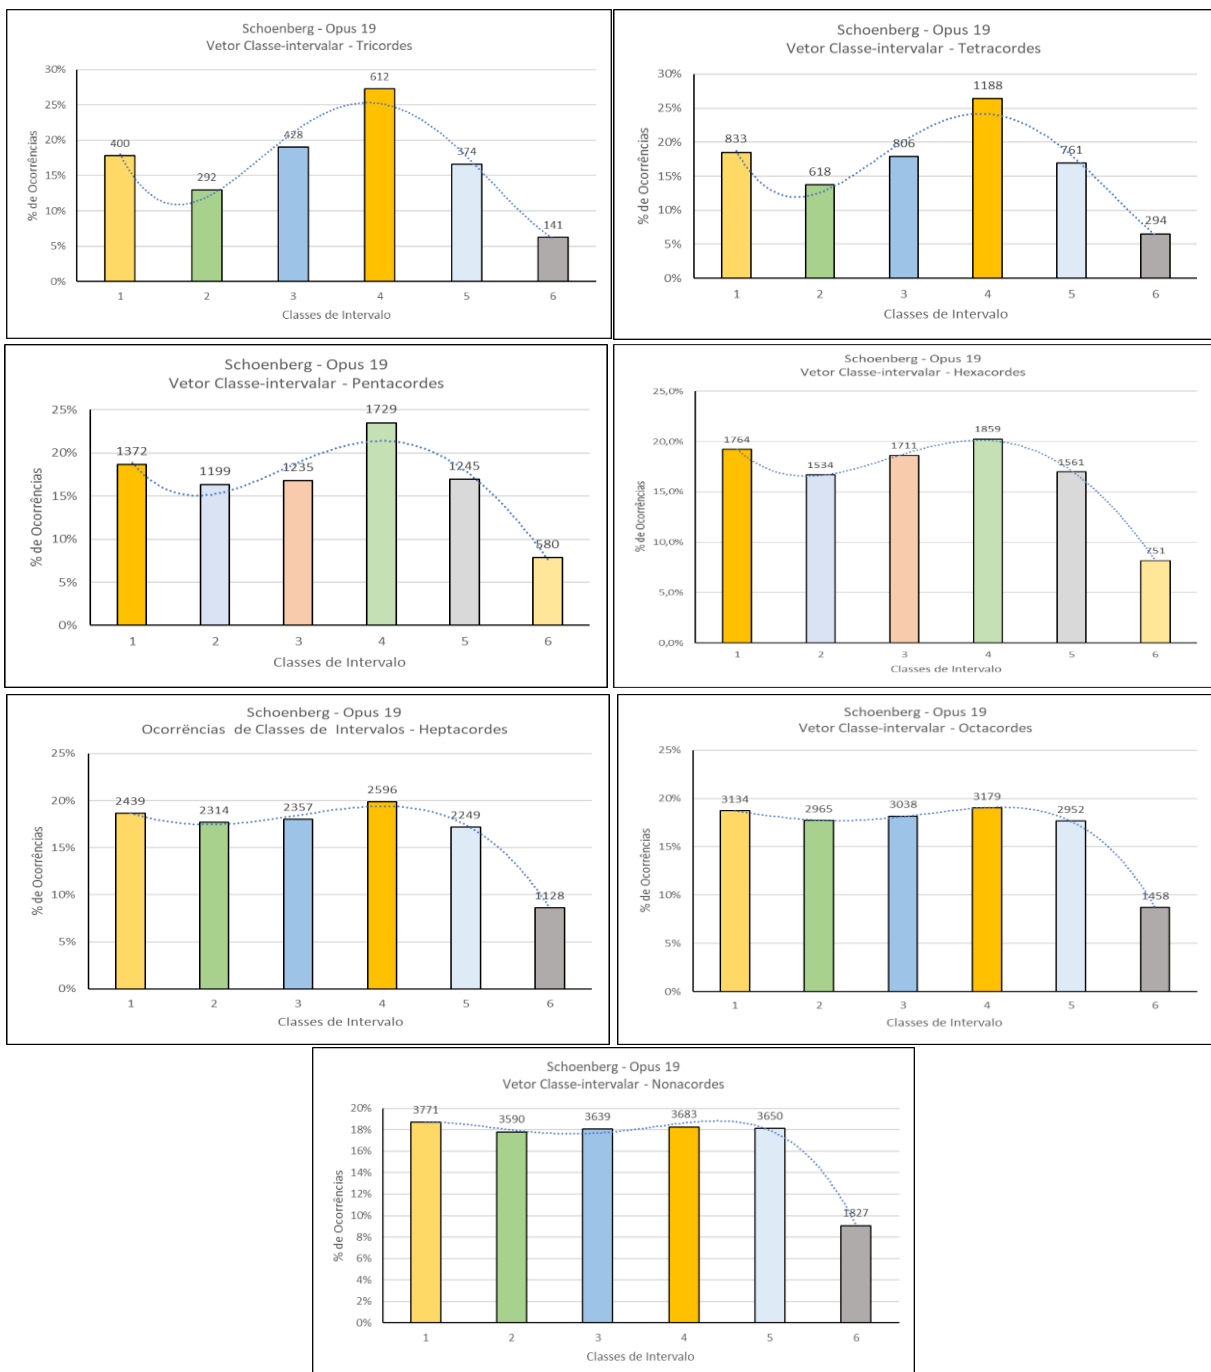 Schoenberg - Opus 19
Vetor Classe-intervalar - Tricordes
% de Ocorrências
30%
25%
20%
15%
10%
5%
0%
400
292
428
612
374
141
1 2 3 4 5 6
Classes de Intervalo
Schoenberg - Opus 19
Vetor Classe-intervalar - Tetracordes
% de Ocorrências
30%
25%
20%
15%
10%
5%
0%
833
618
806
1188
761
294
1 2 3 4 5 6
Classes de Intervalo
Schoenberg - Opus 19
Vetor Classe-intervalar - Pentacordes
% de Ocorrências
25%
20%
15%
10%
5%
0%
1372
1199
1235
1729
1245
580
1 2 3 4 5 6
Classes de Intervalo
Schoenberg - Opus 19
Vetor Classe-intervalar - Hexacordes
% de Ocorrências
25,0%
20,0%
15,0%
10,0%
5,0%
0,0%
1764
1534
1711
1859
1561
751
1 2 3 4 5 6
Classes de Intervalo
Schoenberg - Opus 19
Ocorrëncias de Classes de Intervalos - Heptacordes
% de Ocorrências
25%
20%
15%
10%
5%
0%
2439
2314
2357
2596
2249
1128
1 2 3 4 5 6
Classes de Intervalo
Schoenberg - Opus 19
Vetor Classe-intervalar - Octacordes
% de Ocorrências
25%
20%
15%
10%
5%
0%
3134
2965
3038
3179
2952
1458
1 2 3 4 5 6
Classes de Intervalo
Schoenberg - Opus 19
Vetor Classe-intervalar - Nonacordes
% de Ocorrências
20%
18%
16%
14%
12%
10%
8%
6%
4%
2%
0%
3771
3590
3639
3683
3650
1827
1 2 3 4 5 6
Classes de Intervalo